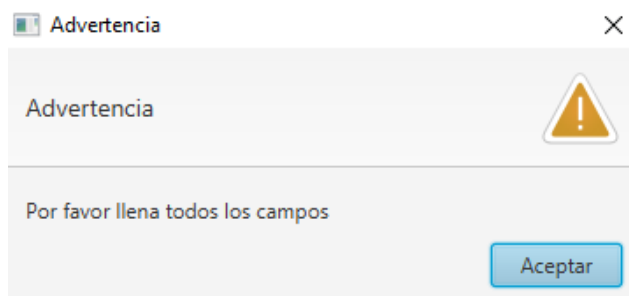 Advertencia
Advertencia
Por favor llena todos los campos
Aceptar